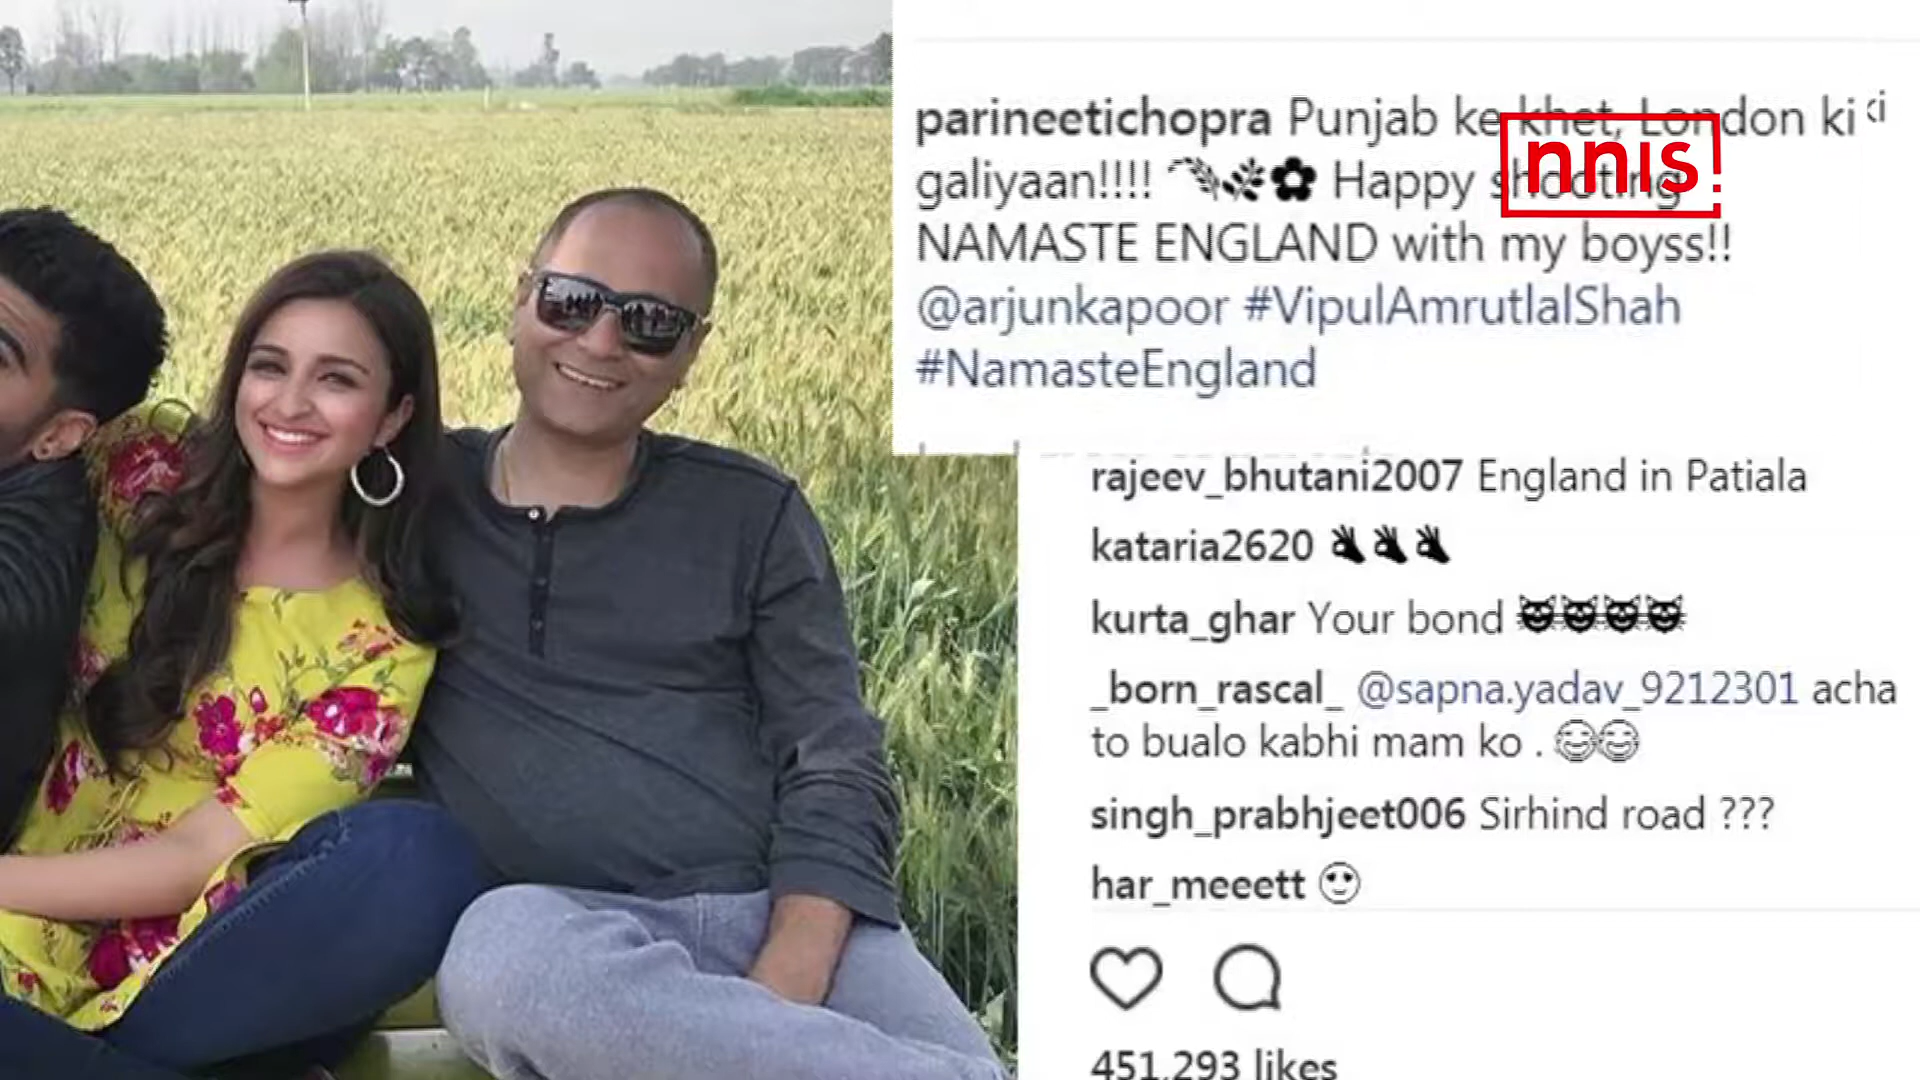 parineetichopra Punjab ke khet, London ki
galiyaan!!!! Happy shooting
NAMASTE ENGLAND with my boyss!!
@arjunkapoor #VipulAmrutlalShah
#NamasteEngland
nnis
rajeev_bhutani2007 England in Patiala
kataria2620
kurta_ghar Your bond
_born_rascal_ @sapna.yadav_9212301 acha
to bualo kabhi mam ko .
singh_prabhjeet006 Sirhind road ???
har_meeett
451,293 likes